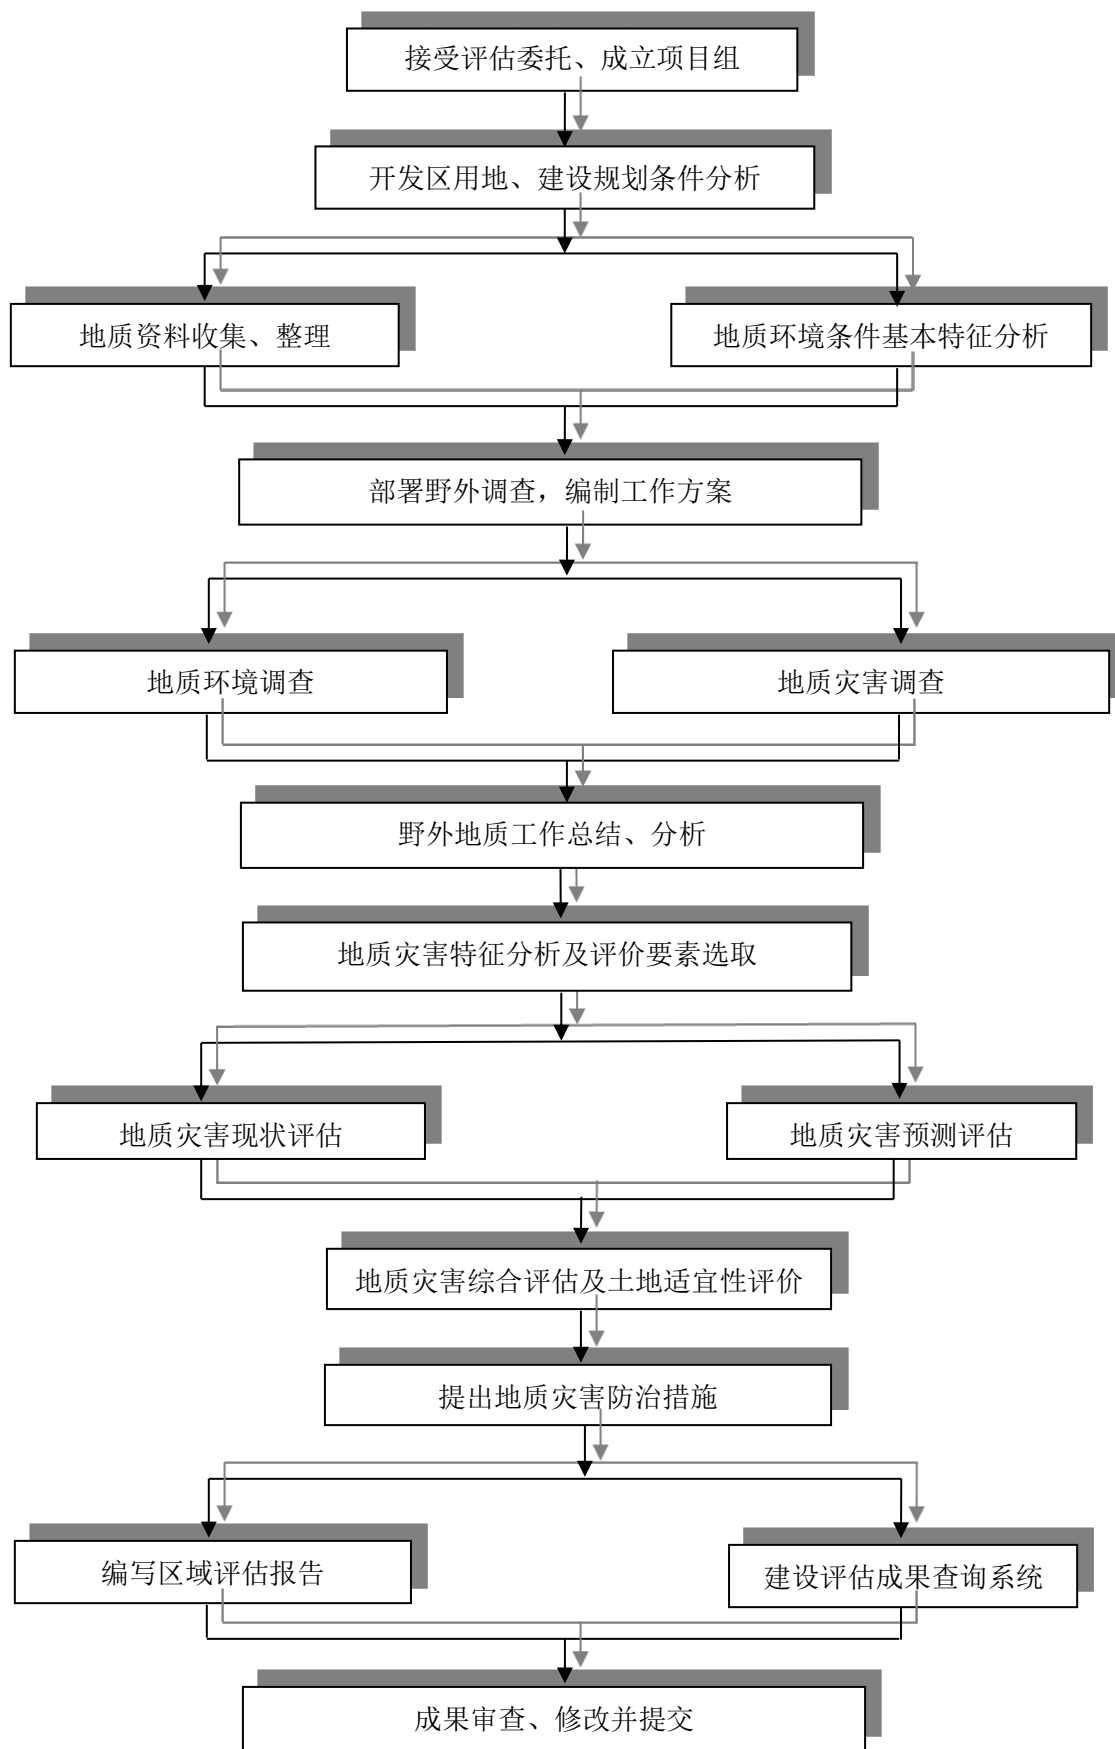 接受评估委托、成立项目组
开发区用地、建设规划条件分析
地质资料收集、整理
地质环境条件基本特征分析
部署野外调查，编制工作方案
地质环境调查
地质灾害调查
野外地质工作总结、分析
地质灾害特征分析及评价要素选取
地质灾害现状评估
地质灾害预测评估
地质灾害综合评估及土地适宜性评价
提出地质灾害防治措施
编写区域评估报告
建设评估成果查询系统
成果审查、修改并提交